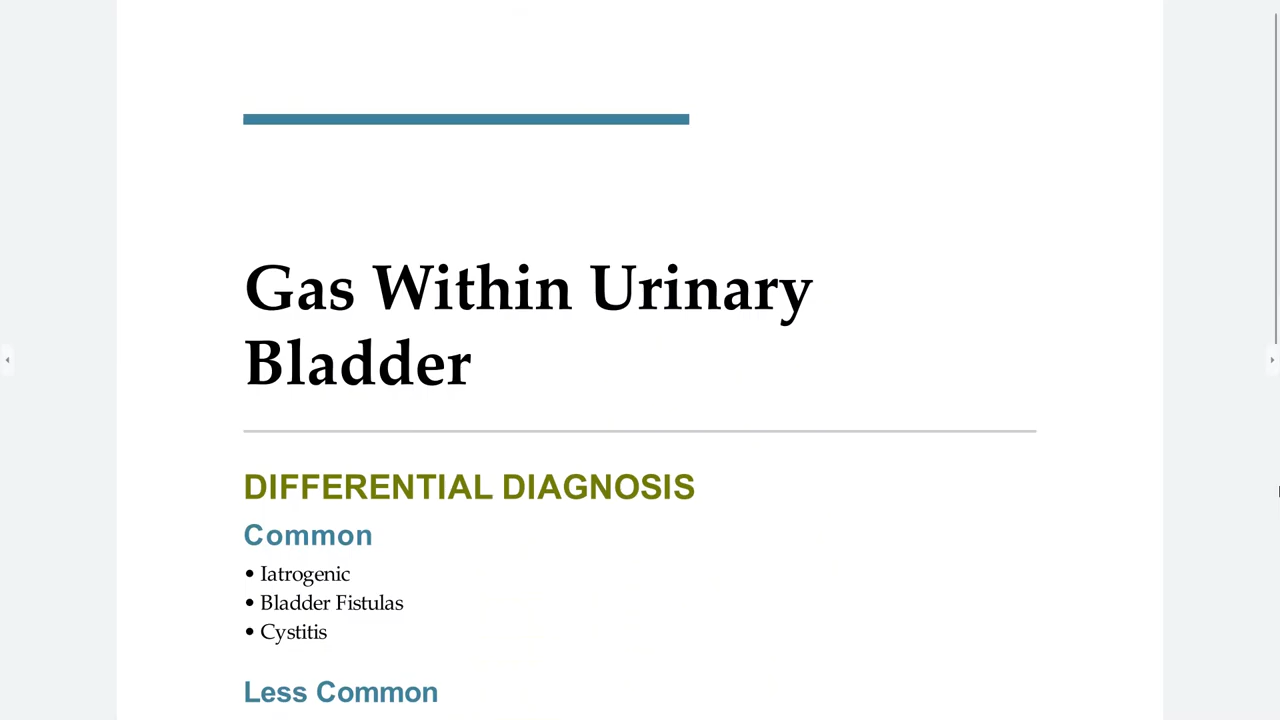 Gas Within Urinary
Bladder
DIFFERENTIAL DIAGNOSIS
Common
• Iatrogenic
• Bladder Fistulas
• Cystitis
Less Common